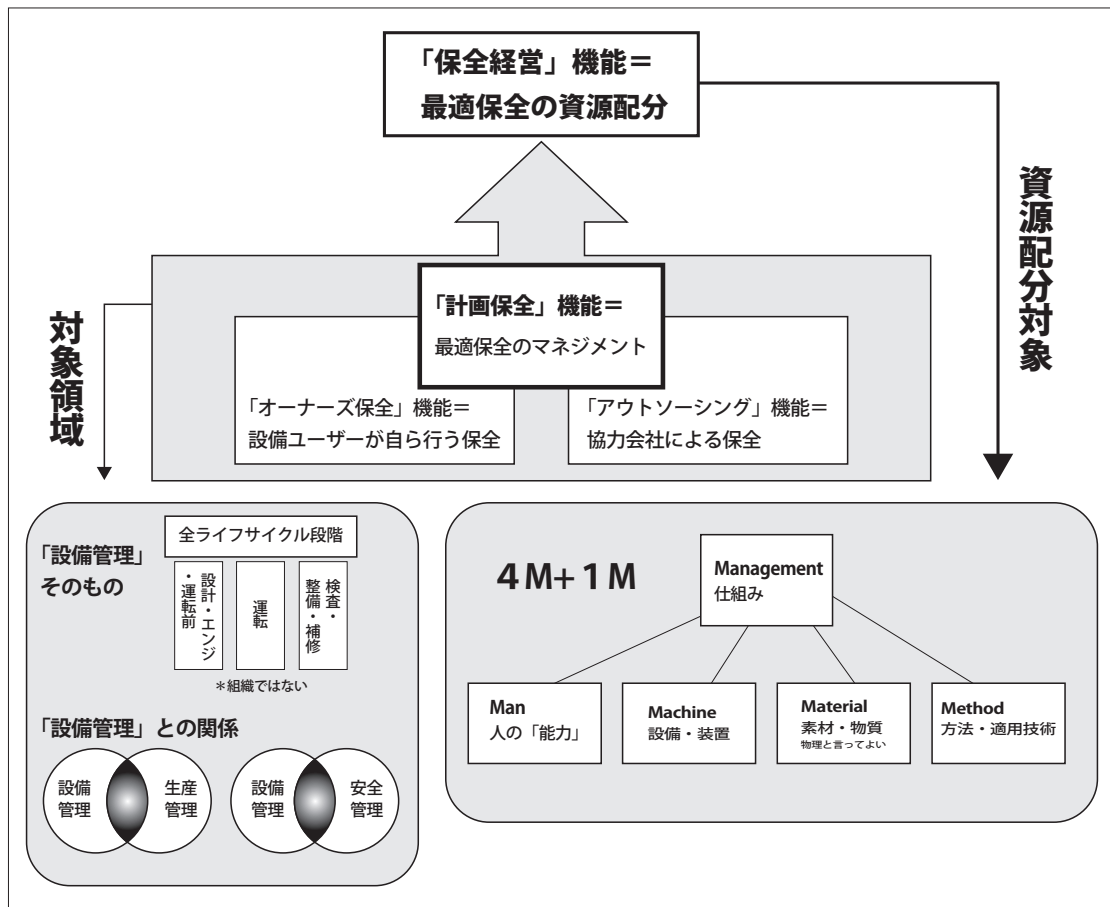 「保全経営」機能＝
最適保全の資源配分
資源配分対象
「計画保全」機能＝
最適保全のマネジメント
対象領域
「オーナーズ保全」機能＝
設備ユーザーが自ら行う保全
「アウトソーシング」機能＝
協力会社による保全
「設備管理」
そのもの
全ライフサイクル段階
設計・エンジ
・運転前
運転
検査・
整備・補修
＊組織ではない
「設備管理」との関係
設備
管理
生産
管理
設備
管理
安全
管理
４M+１M
Management
仕組み
Man
人の「能力」
Machine
設備・装置
Material
素材・物質
物理と言ってよい
Method
方法・適用技術